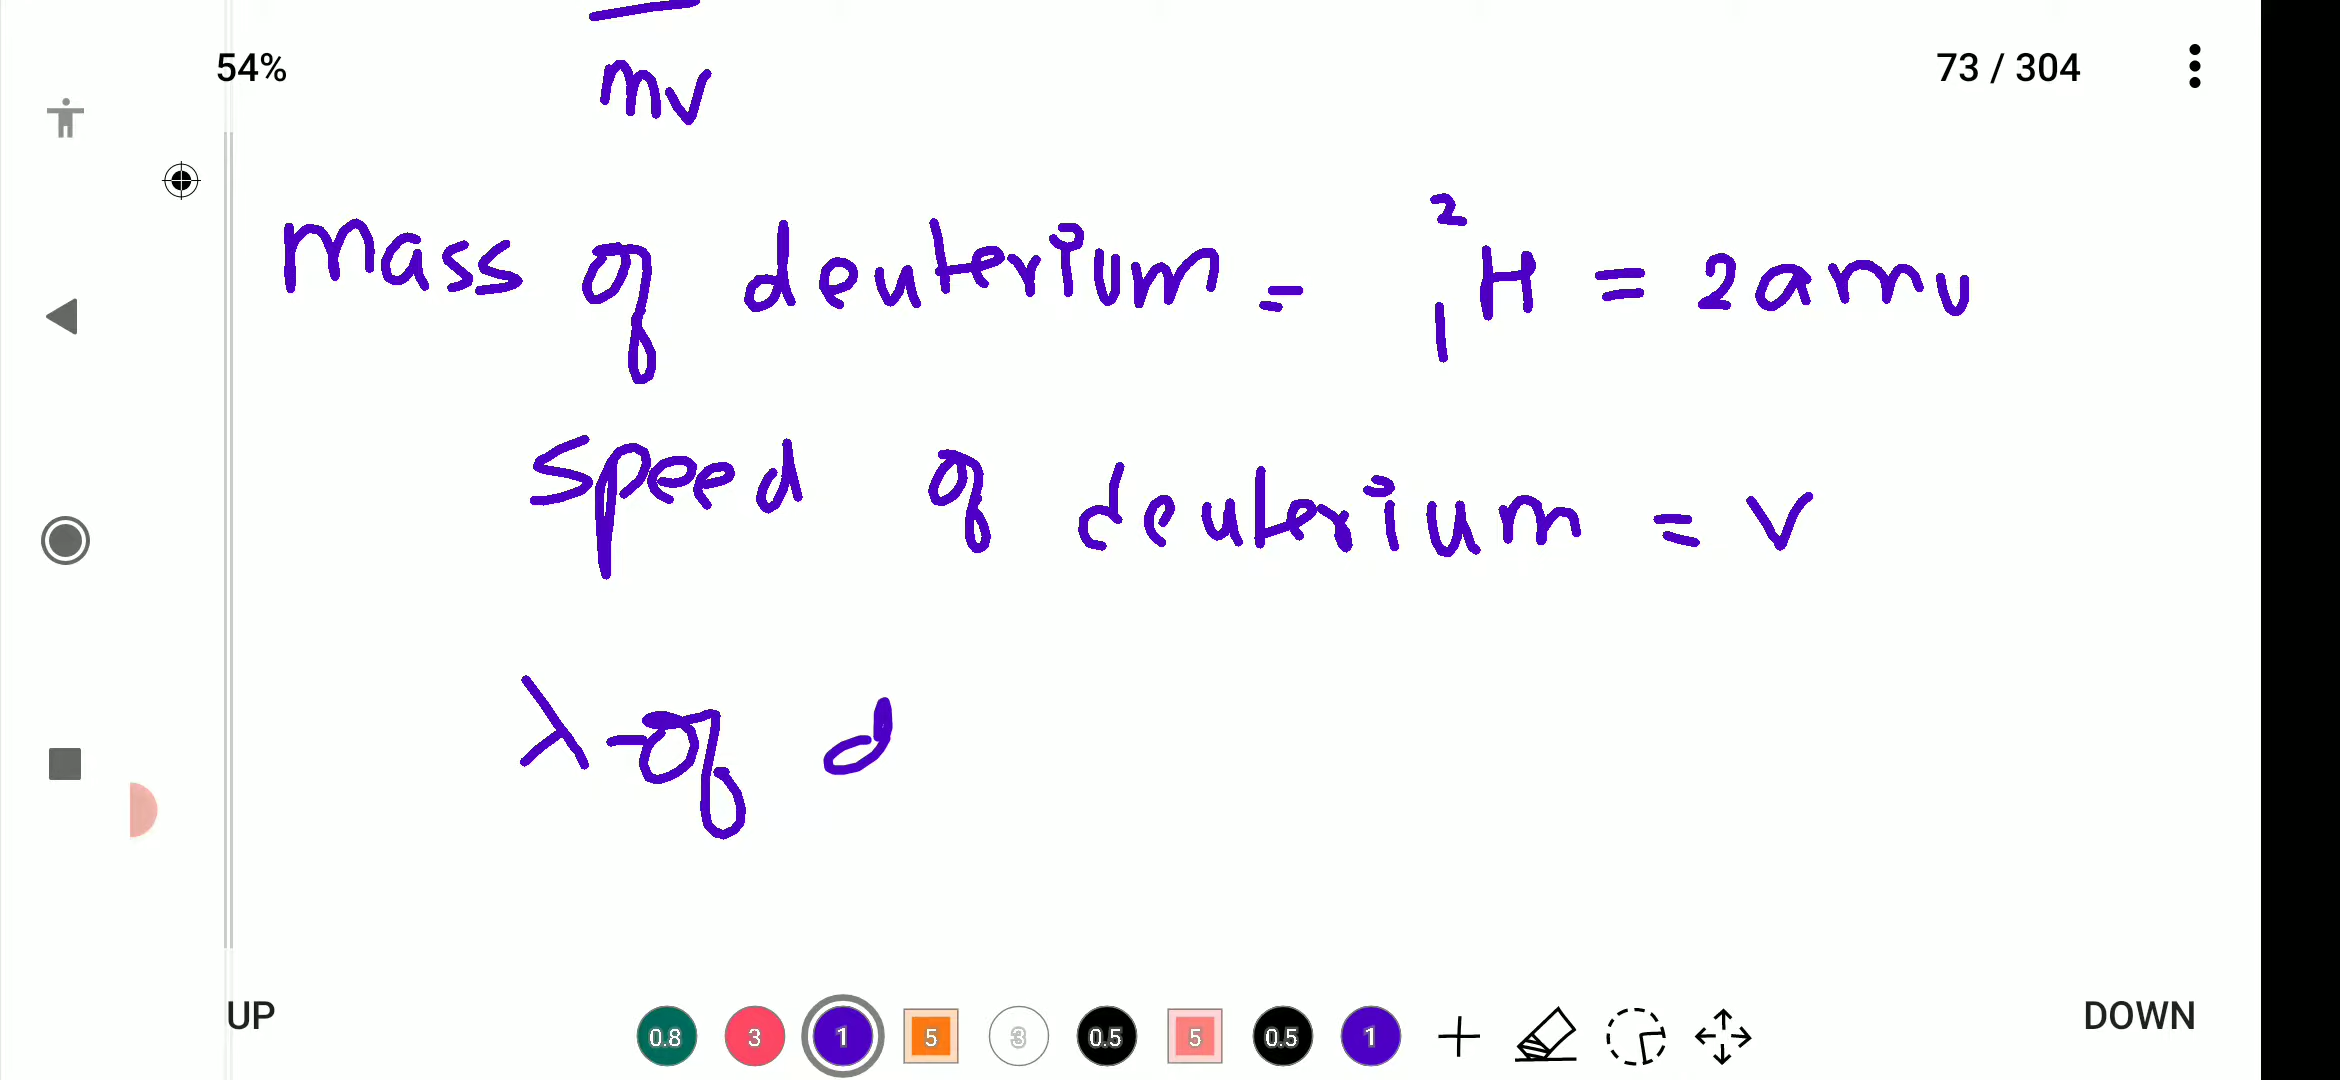 54%
73 / 304
mv
Mass of deuterium = ²₁H = 2amu
speed of deuterium = v
λ-of d
UP
DOWN
0.8 3 1 5 3 0.5 5 0.5 1